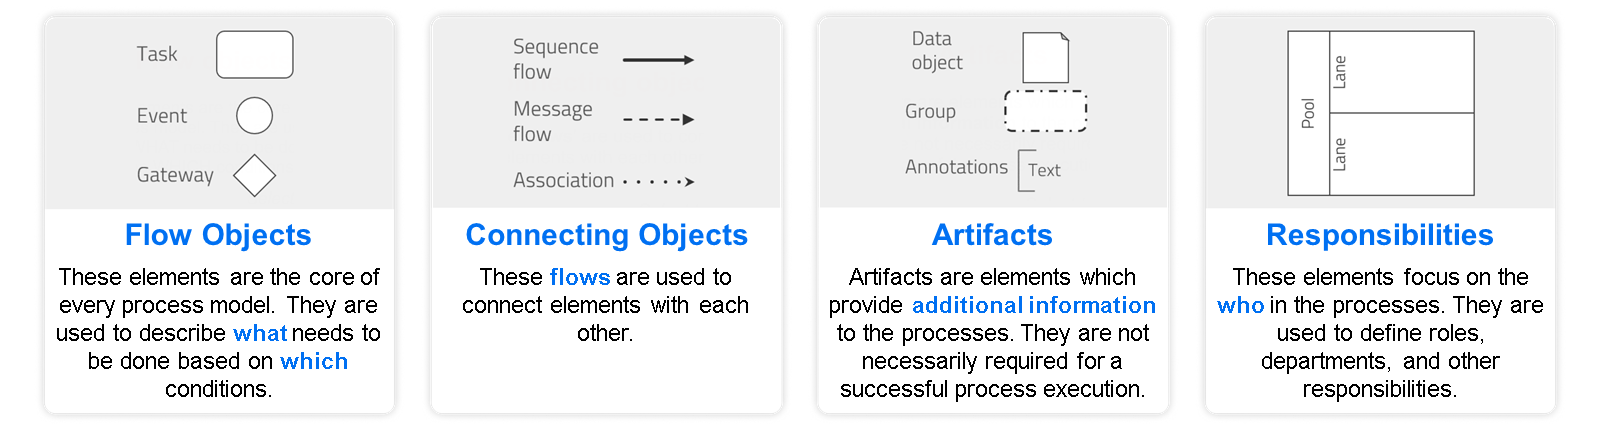 Task
Event
Gateway
Flow Objects
These elements are the core of
every process model. They are
used to describe what needs to
be done based on which
conditions.
Sequence
flow
Message
flow
Association
Connecting Objects
These flows are used to
connect elements with each
other.
Data
object
Group
Annotations
Text
Artifacts
Artifacts are elements which
provide additional information
to the processes. They are not
necessarily required for a
successful process execution.
Pool
Lane
Lane
Responsibilities
These elements focus on the
who in the processes. They are
used to define roles,
departments, and other
responsibilities.